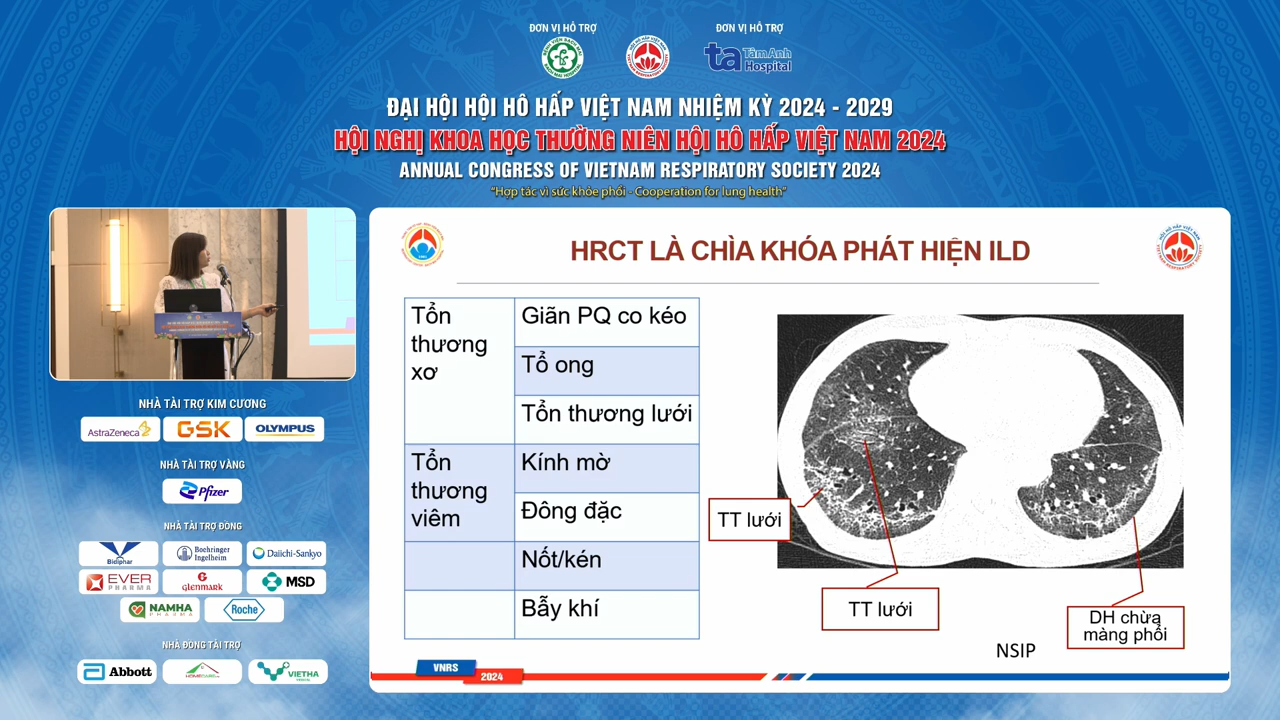 ĐƠN VỊ HỖ TRỢ
ĐƠN VỊ HỖ TRỢ
ta TâmAnh
Hospital
ĐẠI HỘI HỘI HÔ HẤP VIỆT NAM NHIỆM KỲ 2024 - 2029
HỘI NGHỊ KHOA HỌC THƯỜNG NIÊN HỘI HÔ HẤP VIỆT NAM 2024
ANNUAL CONGRESS OF VIETNAM RESPIRATORY SOCIETY 2024
"Hợp tác vì sức khỏe phổi - Cooperation for lung health"
NHÀ TÀI TRỢ KIM CƯƠNG
AstraZeneca
GSK
OLYMPUS
NHÀ TÀI TRỢ VÀNG
Pfizer
NHÀ TÀI TRỢ ĐỒNG
Bidiphar
Boehringer
Ingelheim
Daiichi-Sankyo
EVER
PHARMA
GLENMARK
MSD
NAMHA
PHARMA
Roche
NHÀ ĐỒNG TÀI TRỢ
Abbott
VIETHA
HRCT LÀ CHÌA KHÓA PHÁT HIỆN ILD
Tổn
thương
xơ
Giãn PQ co kéo
Tổ ong
Tổn thương lưới
Tổn
thương
viêm
Kính mờ
Đông đặc
Nốt/kén
Bẫy khí
TT lưới
TT lưới
DH chừa
màng phổi
NSIP
VNRS
2024